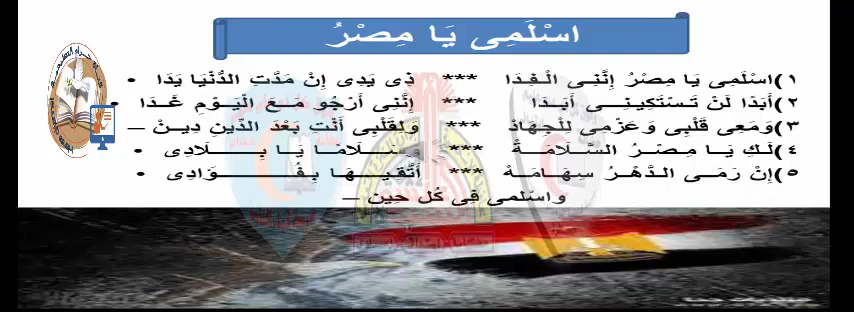 اسْلَمِى يَا مِصْرُ
١)اسْلَمِى يَا مِصْرُ إِنَّنِى الْفِدَا *** ذِى يَدِى إِنْ مَدَّتِ الدُّنْيَا يَدَا •
٢)أَبَدًا لَنْ تَسْتَكِينِى أَبَدَا *** إِنَّنِى أَرْجُو مَعَ الْيَوْمِ غَدَا •
٣)وَمَعِى قَلْبِى وَعَزْمِى لِلْجِهَادْ *** وَلِقَلْبِى أَنْتِ بَعْدَ الدِّينِ دِينْ –
٤)لَكِ يَا مِصْرُ السَّلَامَةُ *** وَسَلَامًا يَا بِلَادِى •
٥)إِنْ رَمَى الدَّهْرُ سِهَامَهُ *** أَتَّقِيهَا بِفُؤَادِى •
وَاسْلَمى فِى كُل حِين –